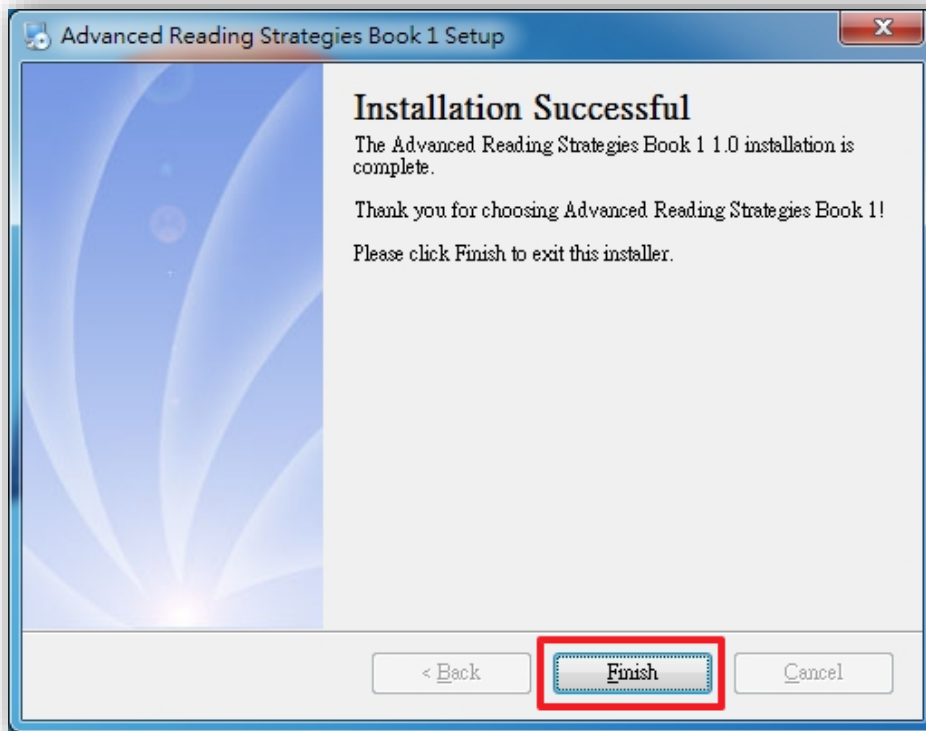 Advanced Reading Strategies Book 1 Setup
Installation Successful
The Advanced Reading Strategies Book 1 1.0 installation is
complete.
Thank you for choosing Advanced Reading Strategies Book 1!
Please click Finish to exit this installer.
< Back Finish Cancel